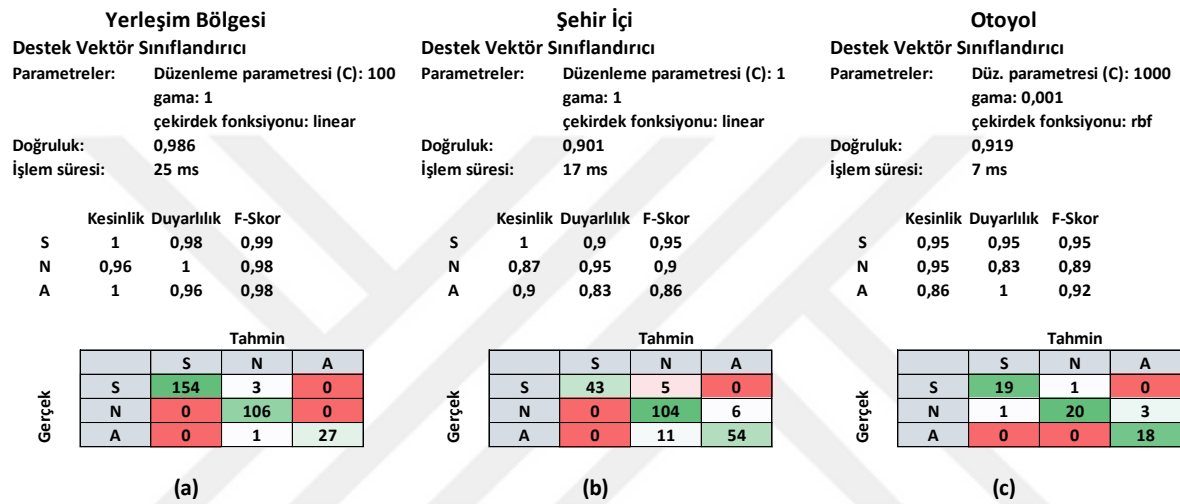 Yerleşim Bölgesi
Destek Vektör Sınıflandırıcı
Parametreler: Düzenleme parametresi (C): 100
gama: 1
çekirdek fonksiyonu: linear
Doğruluk: 0,986
İşlem süresi: 25 ms
Kesinlik Duyarlılık F-Skor
S 1 0,98 0,99
N 0,96 1 0,98
A 1 0,96 0,98
Tahmin
S N A
Gerçek
S 154 3 0
N 0 106 0
A 0 1 27
(a)
Şehir İçi
Destek Vektör Sınıflandırıcı
Parametreler: Düzenleme parametresi (C): 1
gama: 1
çekirdek fonksiyonu: linear
Doğruluk: 0,901
İşlem süresi: 17 ms
Kesinlik Duyarlılık F-Skor
S 1 0,9 0,95
N 0,87 0,95 0,9
A 0,9 0,83 0,86
Tahmin
S N A
Gerçek
S 43 5 0
N 0 104 6
A 0 11 54
(b)
Otoyol
Destek Vektör Sınıflandırıcı
Parametreler: Düz. parametresi (C): 1000
gama: 0,001
çekirdek fonksiyonu: rbf
Doğruluk: 0,919
İşlem süresi: 7 ms
Kesinlik Duyarlılık F-Skor
S 0,95 0,95 0,95
N 0,95 0,83 0,89
A 0,86 1 0,92
Tahmin
S N A
Gerçek
S 19 1 0
N 1 20 3
A 0 0 18
(c)